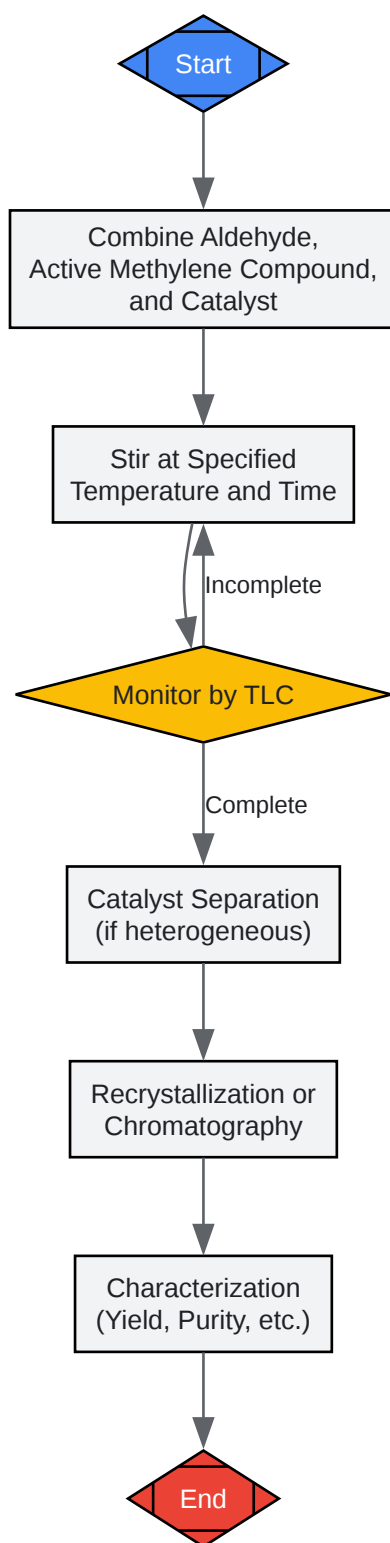 Start
Combine Aldehyde,
Active Methylene Compound,
and Catalyst
Stir at Specified
Temperature and Time
Incomplete
Monitor by TLC
Complete
Catalyst Separation
(if heterogeneous)
Recrystallization or
Chromatography
Characterization
(Yield, Purity, etc.)
End